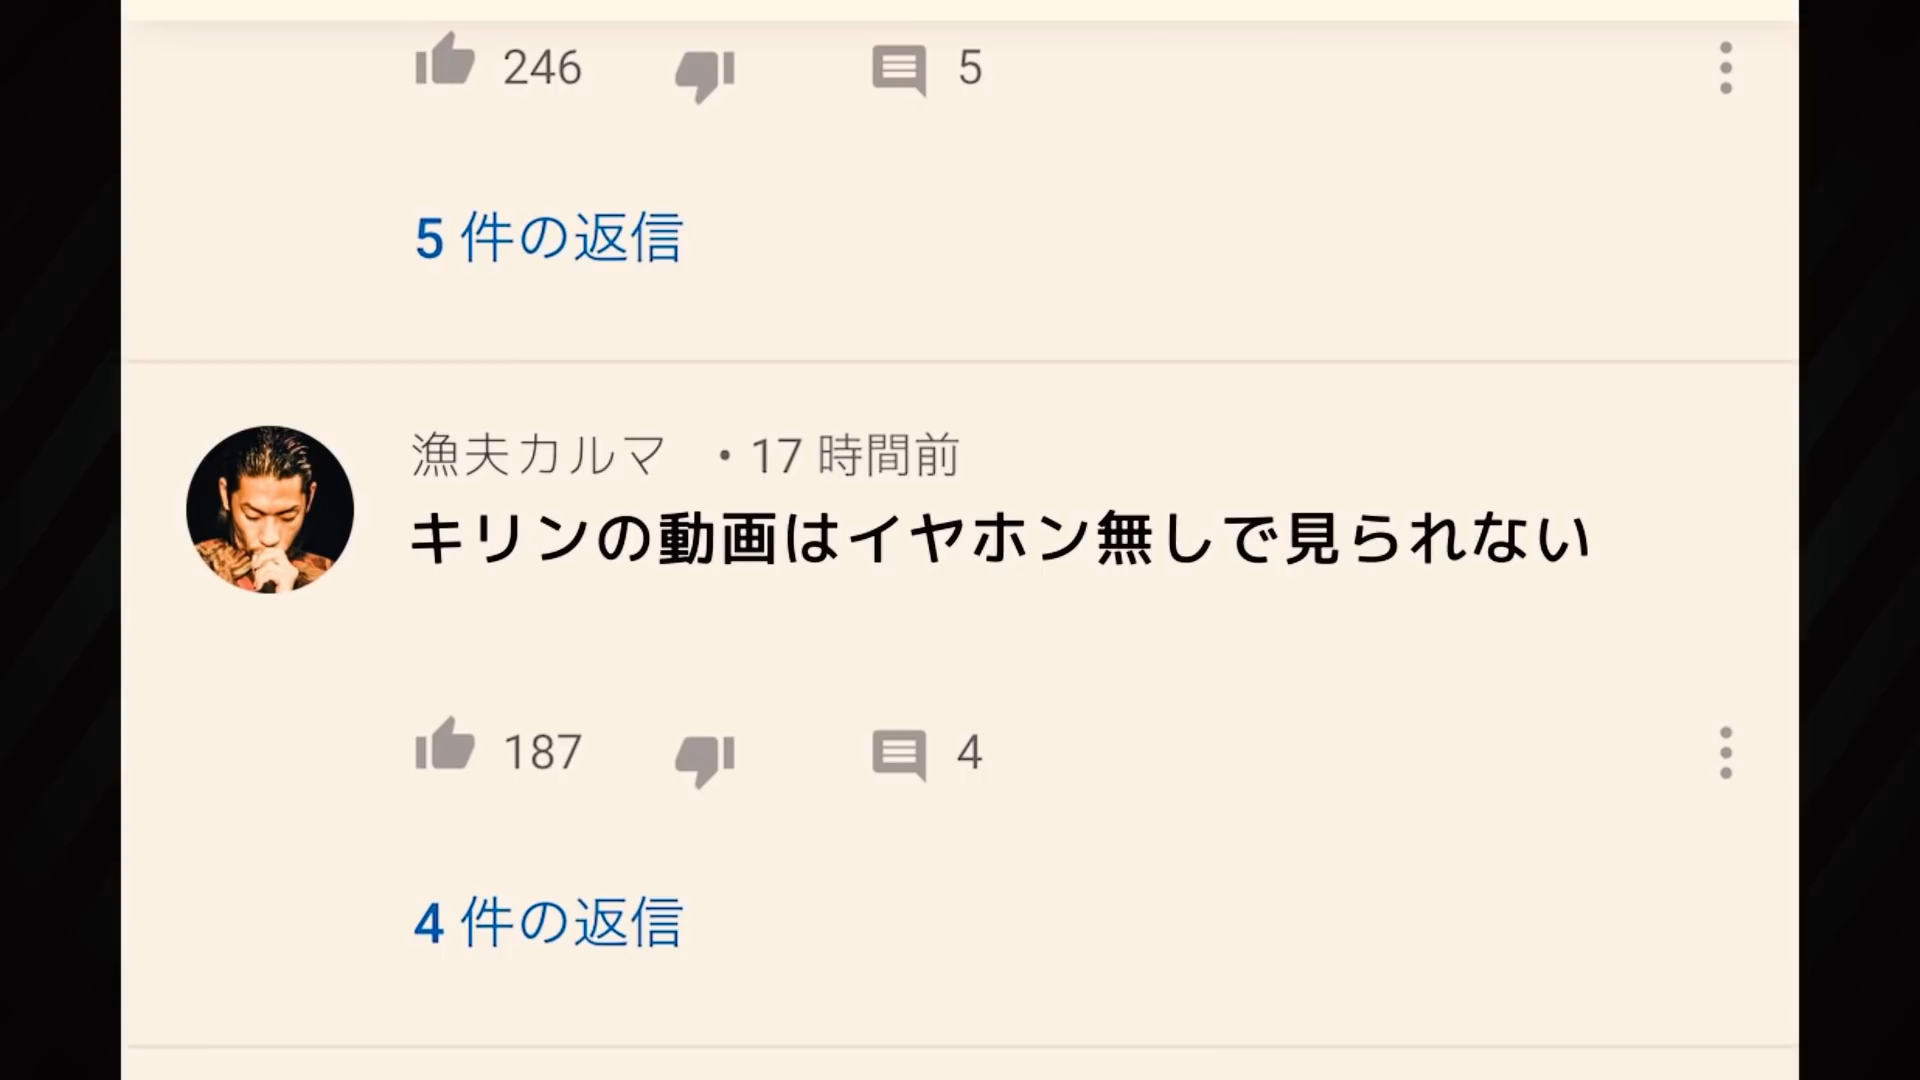 246 5
5 件の返信
漁夫カルマ ・17 時間前
キリンの動画はイヤホン無しで見られない
187 4
4 件の返信